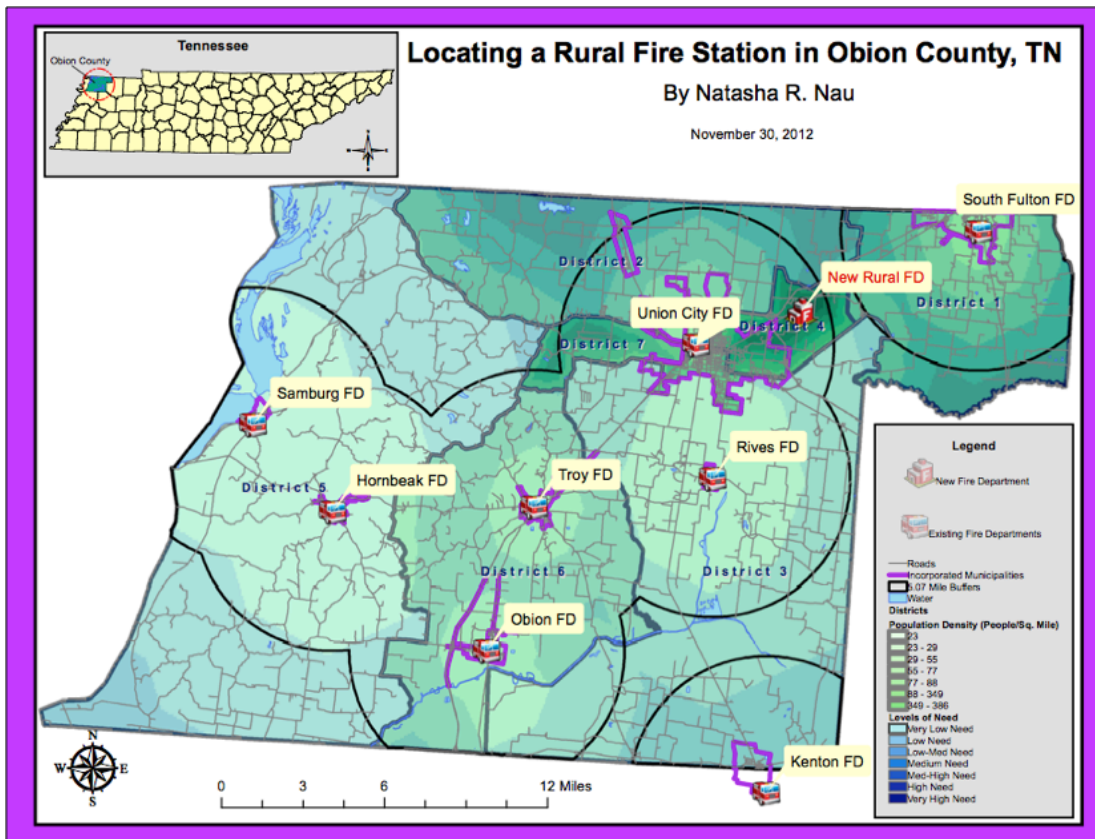 Tennessee
Obion County
Locating a Rural Fire Station in Obion County, TN
By Natasha R. Nau
November 30, 2012
South Fulton FD
District 2
New Rural FD
District 1
Union City FD
District 4
District 7
Samburg FD
Rives FD
Troy FD
Hornbeak FD
District 5
District 6
District 3
Obion FD
Kenton FD
Legend
New Fire Department
Existing Fire Departments
Roads
Incorporated Municipalities
5.07 Mile Buffers
Water
Districts
Population Density (People/Sq. Mile)
23
23 - 29
29 - 55
55 - 77
77 - 88
88 - 349
349 - 386
Levels of Need
Very Low Need
Low Need
Low-Med Need
Medium Need
Med-High Need
High Need
Very High Need
N
W E
S
0 3 6 12 Miles